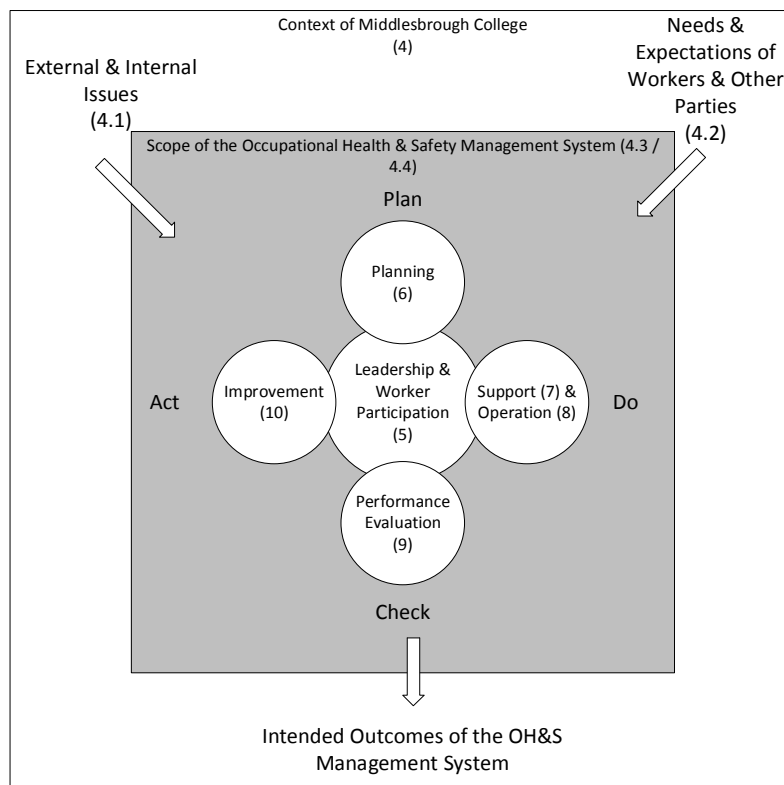 Context of Middlesbrough College
(4)
External & Internal
Issues
(4.1)
Needs &
Expectations of
Workers & Other
Parties
(4.2)
Scope of the Occupational Health & Safety Management System (4.3 /
4.4)
Plan
Planning
(6)
Act
Improvement
(10)
Leadership &
Worker
Participation
(5)
Support (7) &
Operation (8)
Do
Performance
Evaluation
(9)
Check
Intended Outcomes of the OH&S
Management System